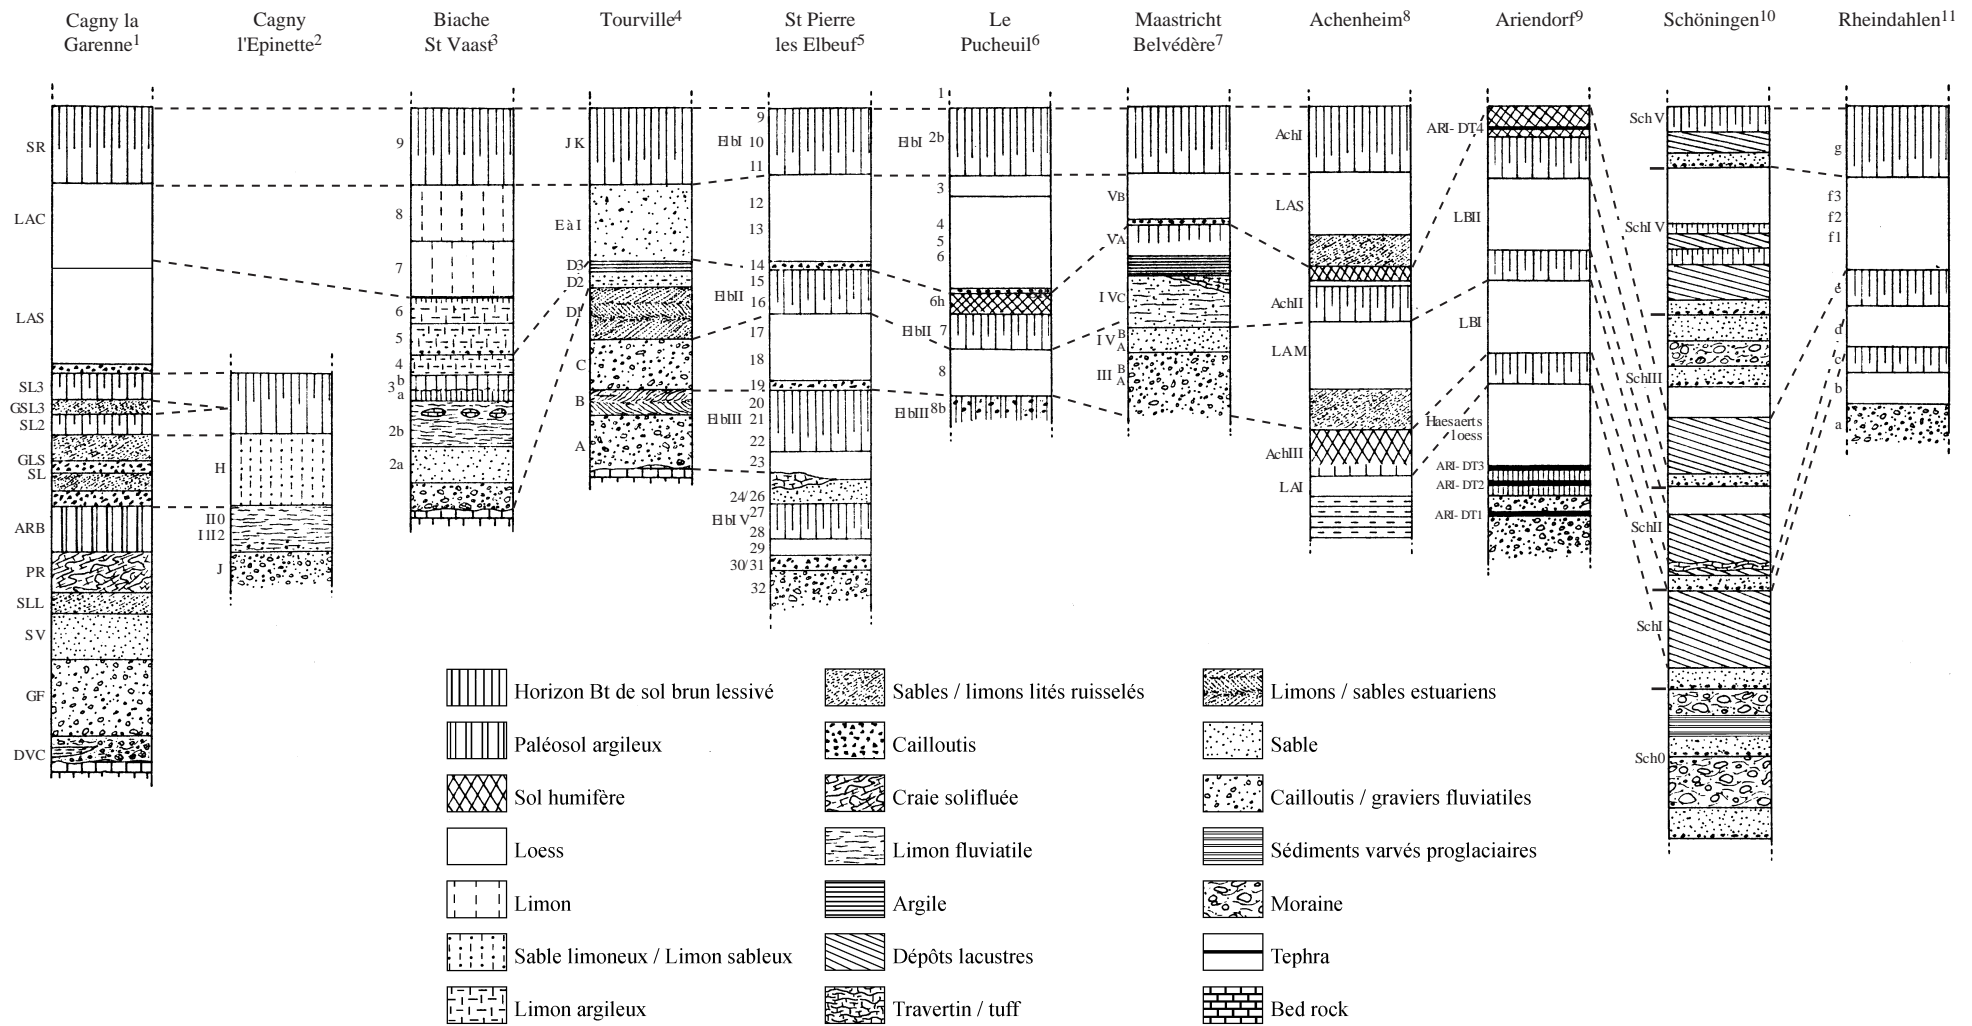 Cagny la
Garenne1
Cagny
l'Epinette2
Biache
St Vaast3
Tourville4
St Pierre
les Elbeuf5
Le
Pucheuil6
Maastricht
Belvédère7
Achenheim8
Ariendorf9
Schöningen10
Rheindahlen11
SR
LAC
LAS
SL3
GSL3
SL2
GLS
SL
ARB
PR
SLL
SV
GF
DVC
H
II0
I1I2
J
9
8
7
6
5
4
b
3
a
2b
2a
JK
E à I
D3
D2
D1
C
B
A
9
ElbI 10
11
12
13
14
15
ElbII
16
17
18
19
20
ElbIII 21
22
23
24/26
27
ElbIV
28
29
30/31
32
1
ElbI 2b
3
4
5
6
6h
ElbII 7
8
ElbIII 8b
VB
VA
IVC
IV B
A
III B
A
AchI
LAS
AchII
LAM
AchIII
LAI
ARI-DT4
LBII
LBI
Haesaerts
loess
ARI-DT3
ARI-DT2
ARI-DT1
SchV
SchIV
SchIII
SchII
SchI
Sch0
g
f3
f2
f1
e
d
c
b
a
Horizon Bt de sol brun lessivé
Paléosol argileux
Sol humifère
Loess
Limon
Sable limoneux / Limon sableux
Limon argileux
Sables / limons lités ruisselés
Cailloutis
Craie solifluée
Limon fluviatile
Argile
Dépôts lacustres
Travertin / tuff
Limons / sables estuariens
Sable
Cailloutis / graviers fluviatiles
Sédiments varvés proglaciaires
Moraine
Tephra
Bed rock